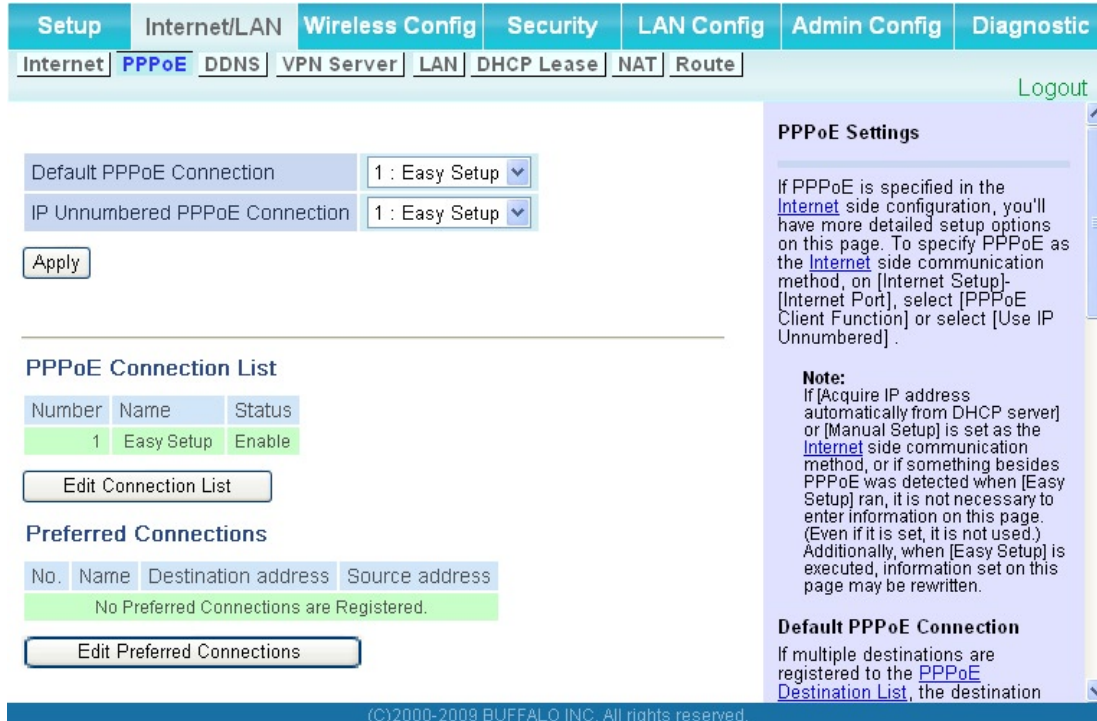 Setup Internet/LAN Wireless Config Security LAN Config Admin Config Diagnostic
Internet PPPoE DDNS VPN Server LAN DHCP Lease NAT Route
Logout
Default PPPoE Connection 1 : Easy Setup
IP Unnumbered PPPoE Connection 1 : Easy Setup
Apply
PPPoE Connection List
Number Name Status
1 Easy Setup Enable
Edit Connection List
Preferred Connections
No. Name Destination address Source address
No Preferred Connections are Registered.
Edit Preferred Connections
PPPoE Settings
If PPPoE is specified in the
Internet side configuration, you'll
have more detailed setup options
on this page. To specify PPPoE as
the Internet side communication
method, on [Internet Setup]-
[Internet Port], select [PPPoE
Client Function] or select [Use IP
Unnumbered] .
Note:
If [Acquire IP address
automatically from DHCP server]
or [Manual Setup] is set as the
Internet side communication
method, or if something besides
PPPoE was detected when [Easy
Setup] ran, it is not necessary to
enter information on this page.
(Even if it is set, it is not used.)
Additionally, when [Easy Setup] is
executed, information set on this
page may be rewritten.
Default PPPoE Connection
If multiple destinations are
registered to the PPPoE
Destination List, the destination
(C)2000-2009 BUFFALO INC. All rights reserved.